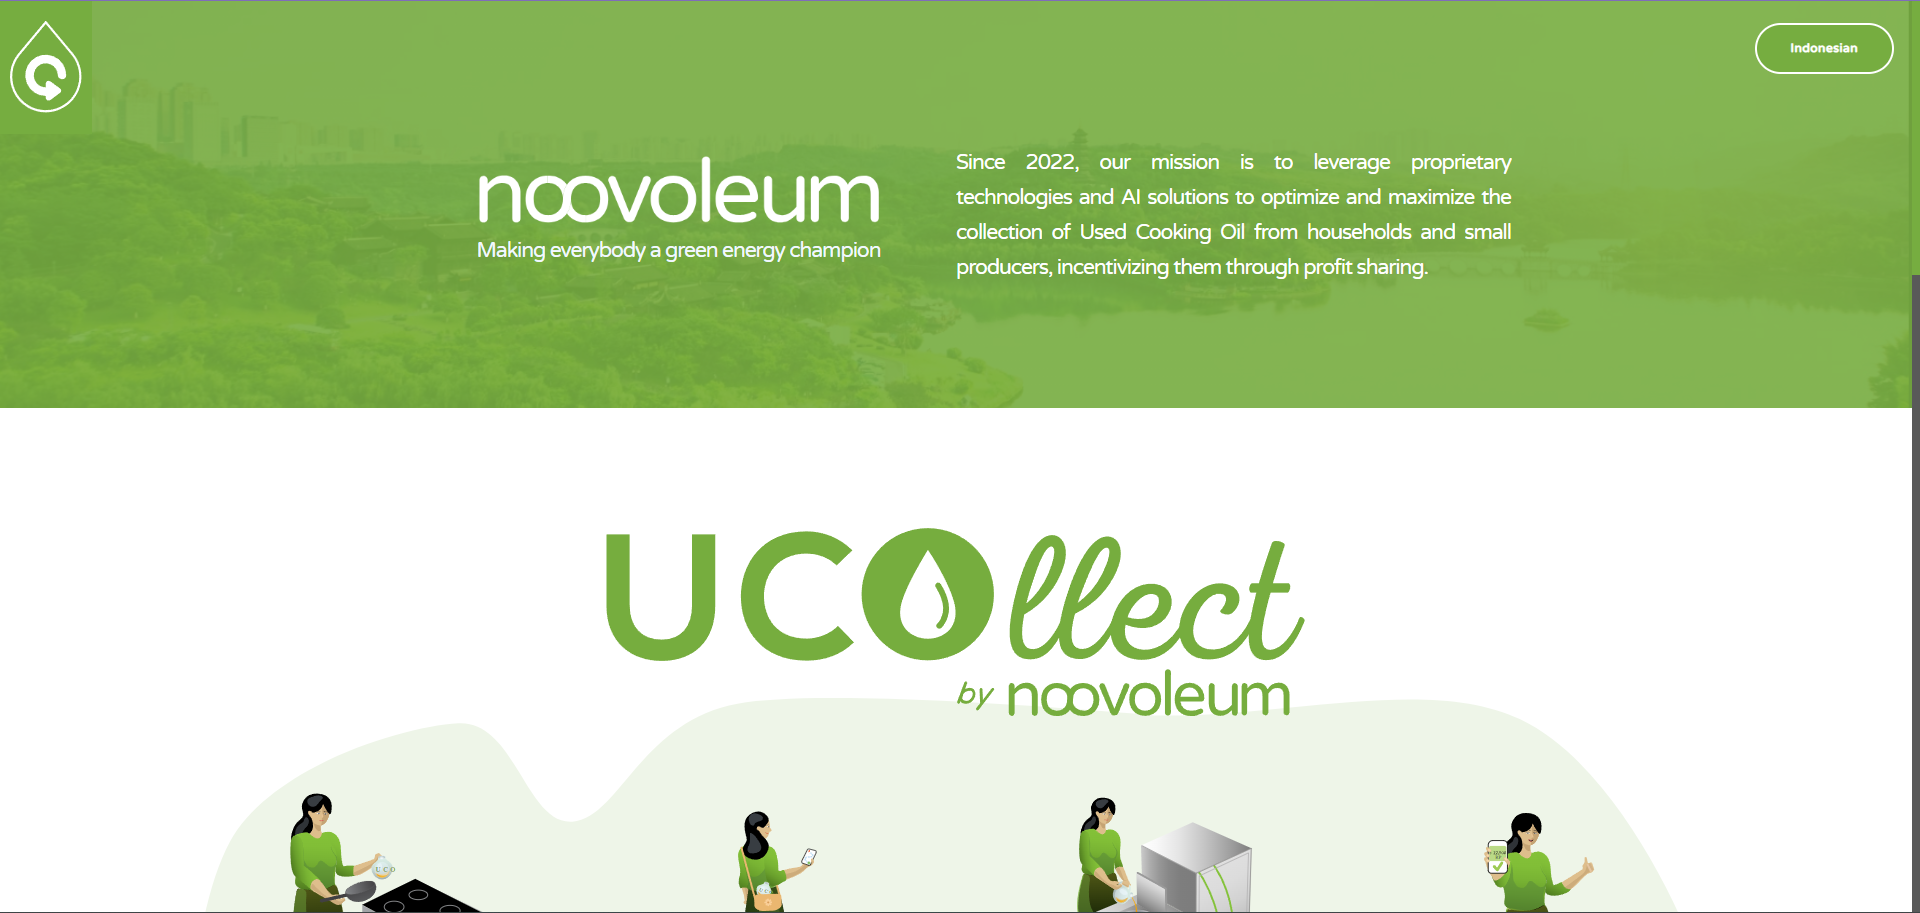 Indonesian
noovoleum
Making everybody a green energy champion
Since 2022, our mission is to leverage proprietary
technologies and AI solutions to optimize and maximize the
collection of Used Cooking Oil from households and small
producers, incentivizing them through profit sharing.
UCOllect
by noovoleum
UCO